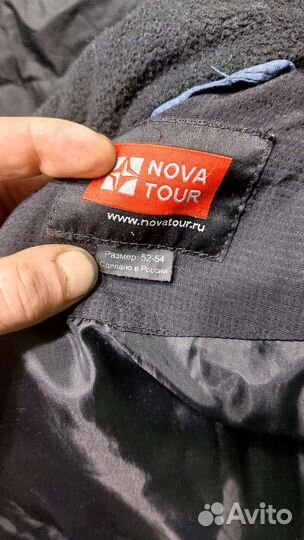 NOVA
TOUR
www.novatour.ru
Размер: 52-54
Сделано в России
Avito